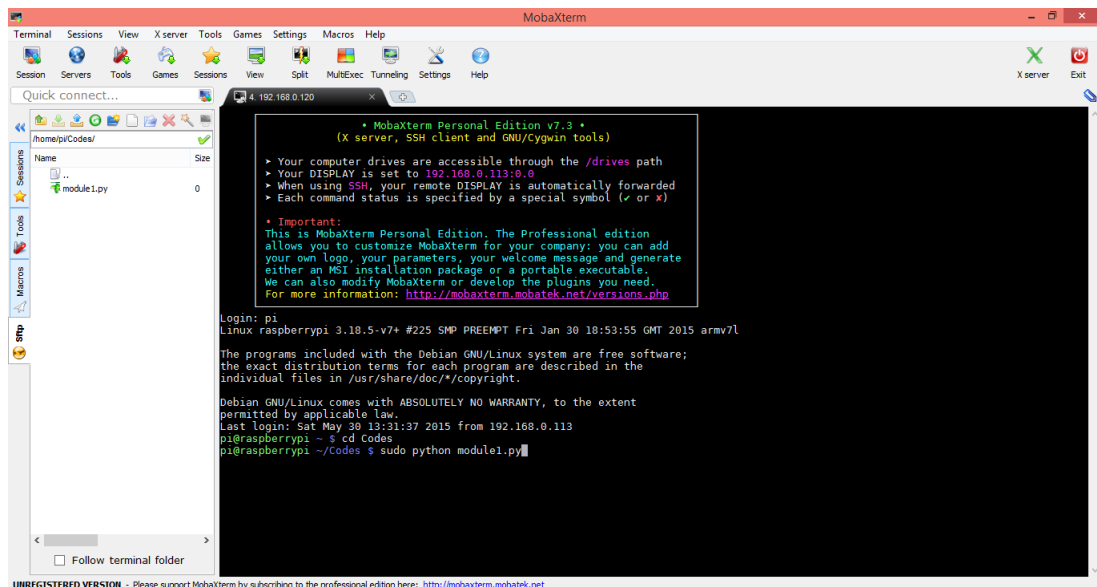 MobaXterm
Terminal Sessions View X server Tools Games Settings Macros Help
Session Servers Tools Games Sessions View Split MultiExec Tunneling Settings Help X server Exit
Quick connect...
4. 192.168.0.120
/home/pi/Codes/
Name Size
..
module1.py 0
Sessions
Tools
Macros
Sftp
• MobaXterm Personal Edition v7.3 •
(X server, SSH client and GNU/Cygwin tools)
➤ Your computer drives are accessible through the /drives path
➤ Your DISPLAY is set to 192.168.0.113:0.0
➤ When using SSH, your remote DISPLAY is automatically forwarded
➤ Each command status is specified by a special symbol (✔ or ✘)
• Important:
This is MobaXterm Personal Edition. The Professional edition
allows you to customize MobaXterm for your company: you can add
your own logo, your parameters, your welcome message and generate
either an MSI installation package or a portable executable.
We can also modify MobaXterm or develop the plugins you need.
For more information: http://mobaxterm.mobatek.net/versions.php
Login: pi
Linux raspberrypi 3.18.5-v7+ #225 SMP PREEMPT Fri Jan 30 18:53:55 GMT 2015 armv7l
The programs included with the Debian GNU/Linux system are free software;
the exact distribution terms for each program are described in the
individual files in /usr/share/doc/*/copyright.
Debian GNU/Linux comes with ABSOLUTELY NO WARRANTY, to the extent
permitted by applicable law.
Last login: Sat May 30 13:31:37 2015 from 192.168.0.113
pi@raspberrypi ~ $ cd Codes
pi@raspberrypi ~/Codes $ sudo python module1.py
Follow terminal folder
UNREGISTERED VERSION - Please support MobaXterm by subscribing to the professional edition here: http://mobaxterm.mobatek.net